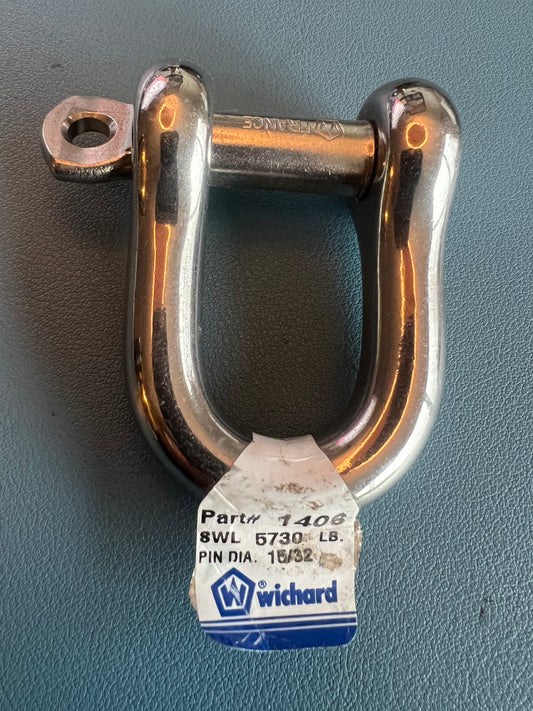 FRANCE
Part# 1406
SWL 5730 LB.
PIN DIA. 15/32
W® wichard